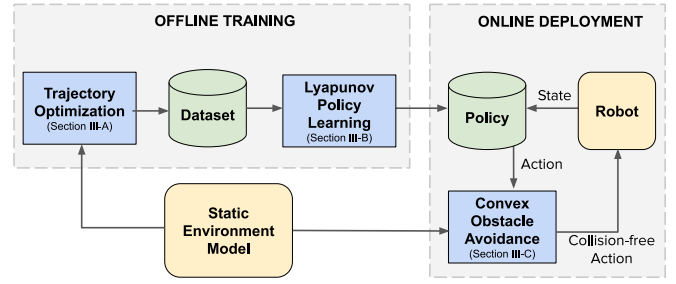 OFFLINE TRAINING
ONLINE DEPLOYMENT
Trajectory
Optimization
(Section III-A)
Dataset
Lyapunov
Policy
Learning
(Section III-B)
Policy
State
Robot
Action
Static
Environment
Model
Convex
Obstacle
Avoidance
(Section III-C)
Collision-free
Action